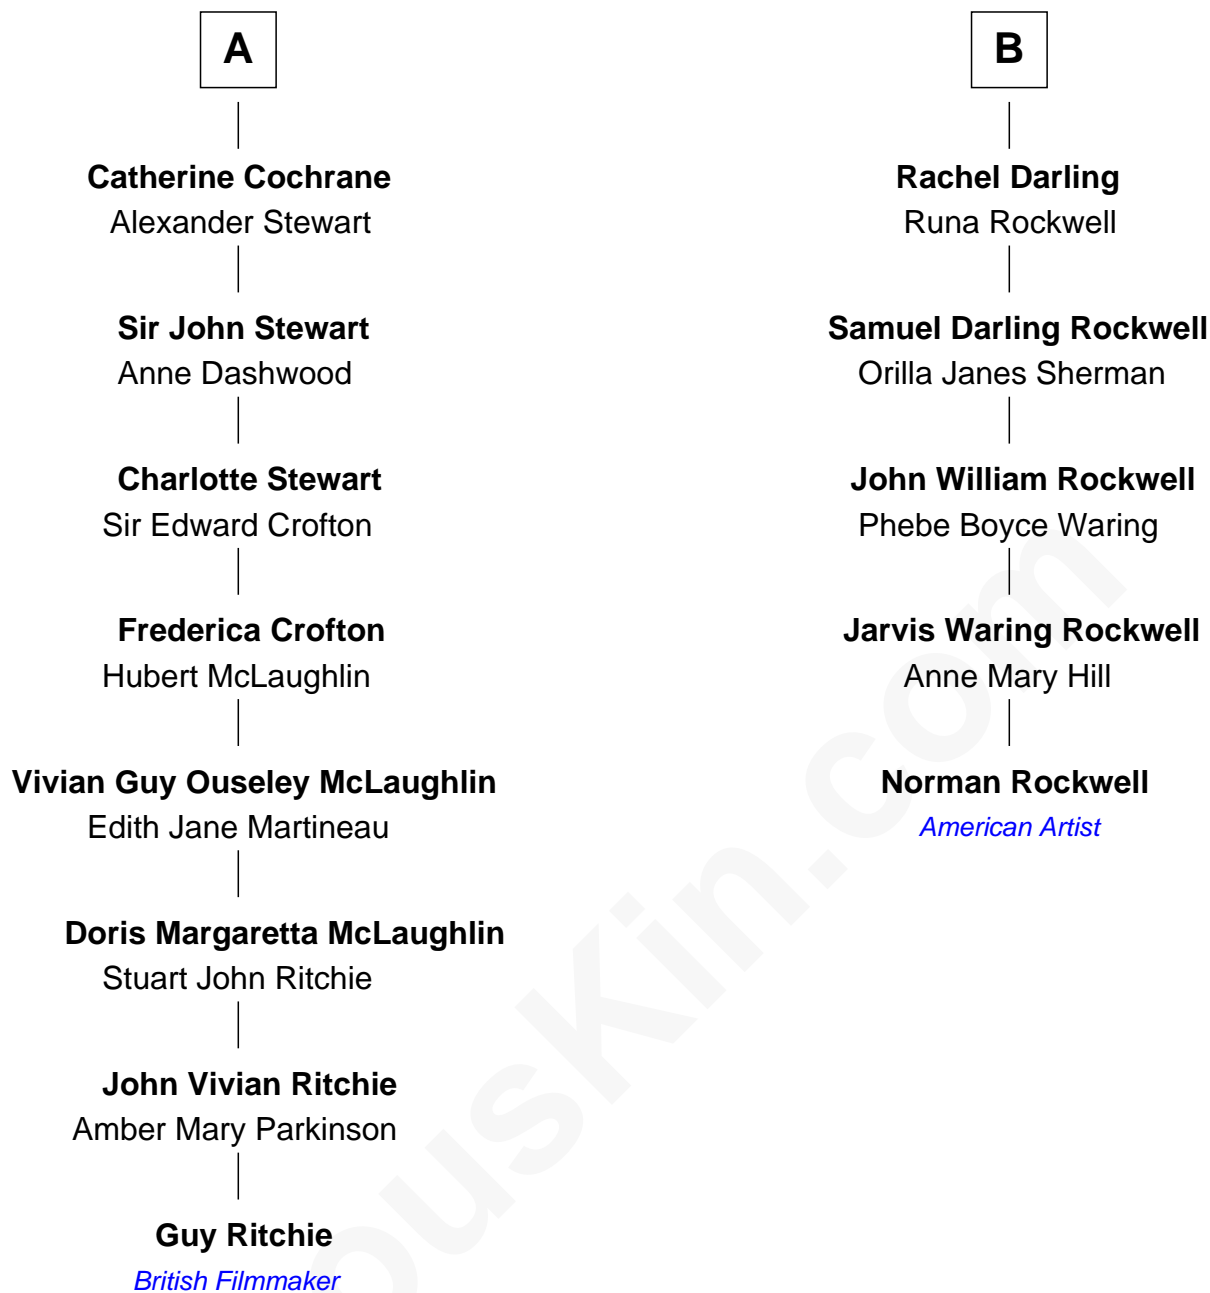 A
Catherine Cochrane
Alexander Stewart
Sir John Stewart
Anne Dashwood
Charlotte Stewart
Sir Edward Crofton
Frederica Crofton
Hubert McLaughlin
Vivian Guy Ouseley McLaughlin
Edith Jane Martineau
Doris Margaretta McLaughlin
Stuart John Ritchie
John Vivian Ritchie
Amber Mary Parkinson
Guy Ritchie
British Filmmaker
B
Rachel Darling
Runa Rockwell
Samuel Darling Rockwell
Orilla Janes Sherman
John William Rockwell
Phebe Boyce Waring
Jarvis Waring Rockwell
Anne Mary Hill
Norman Rockwell
American Artist
ousKin.com